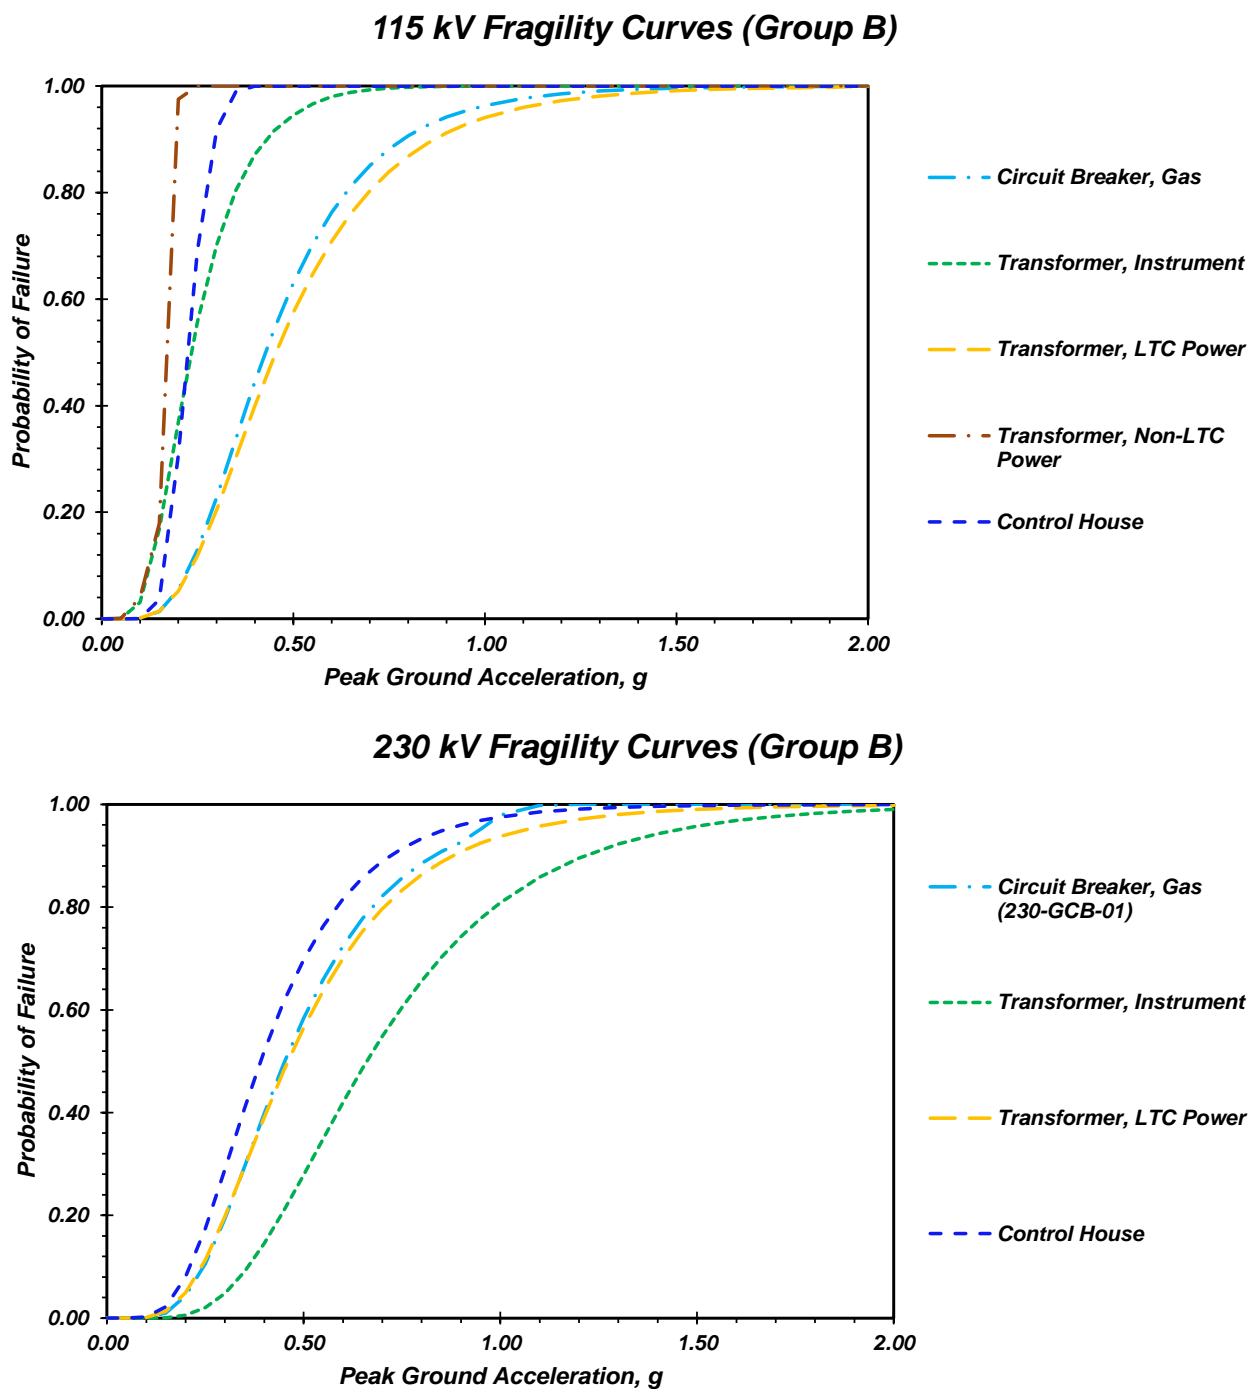 115 kV Fragility Curves (Group B)
1.00
0.80
0.60
0.40
0.20
0.00
Probability of Failure
0.00
0.50
1.00
1.50
2.00
Peak Ground Acceleration, g
Circuit Breaker, Gas
Transformer, Instrument
Transformer, LTC Power
Transformer, Non-LTC
Power
Control House
230 kV Fragility Curves (Group B)
1.00
0.80
0.60
0.40
0.20
0.00
Probability of Failure
0.00
0.50
1.00
1.50
2.00
Peak Ground Acceleration, g
Circuit Breaker, Gas
(230-GCB-01)
Transformer, Instrument
Transformer, LTC Power
Control House